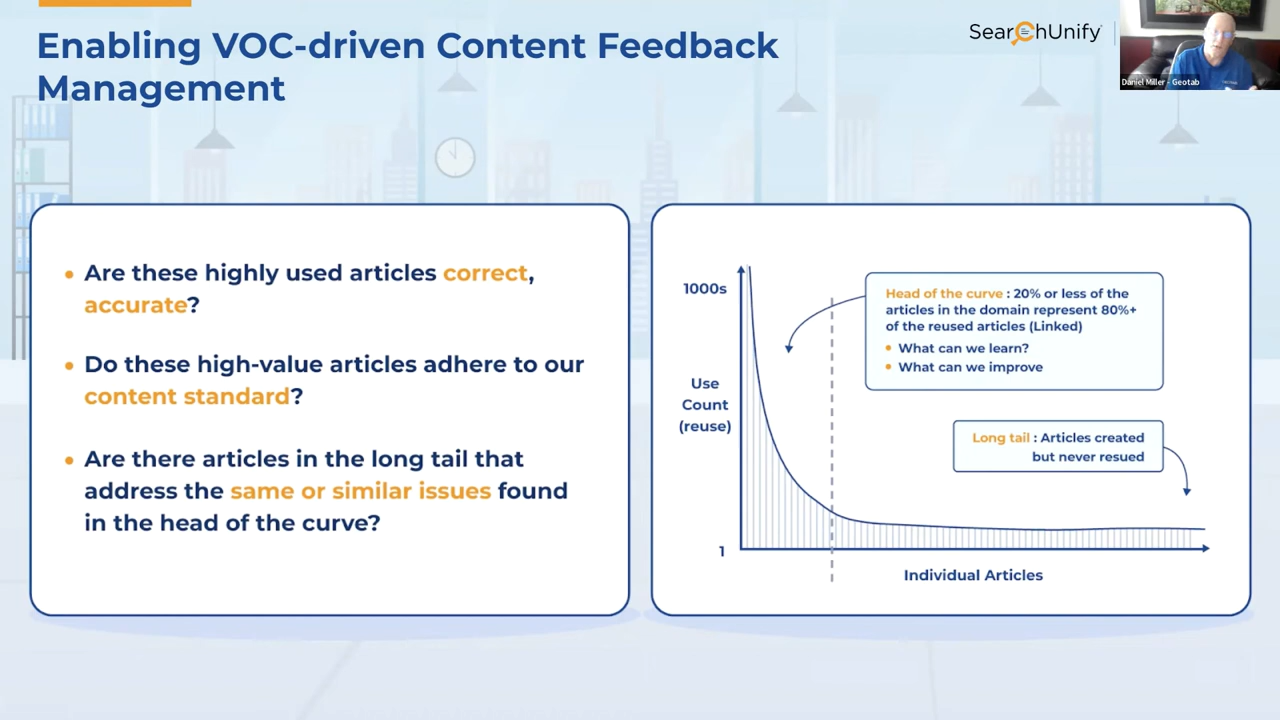 Enabling VOC-driven Content Feedback
Management
SearchUnify
Daniel Miller - Geotab
• Are these highly used articles correct,
accurate?
• Do these high-value articles adhere to our
content standard?
• Are there articles in the long tail that
address the same or similar issues found
in the head of the curve?
1000s
Use
Count
(reuse)
1
Individual Articles
Head of the curve : 20% or less of the
articles in the domain represent 80%+
of the reused articles (Linked)
• What can we learn?
• What can we improve
Long tail : Articles created
but never resued